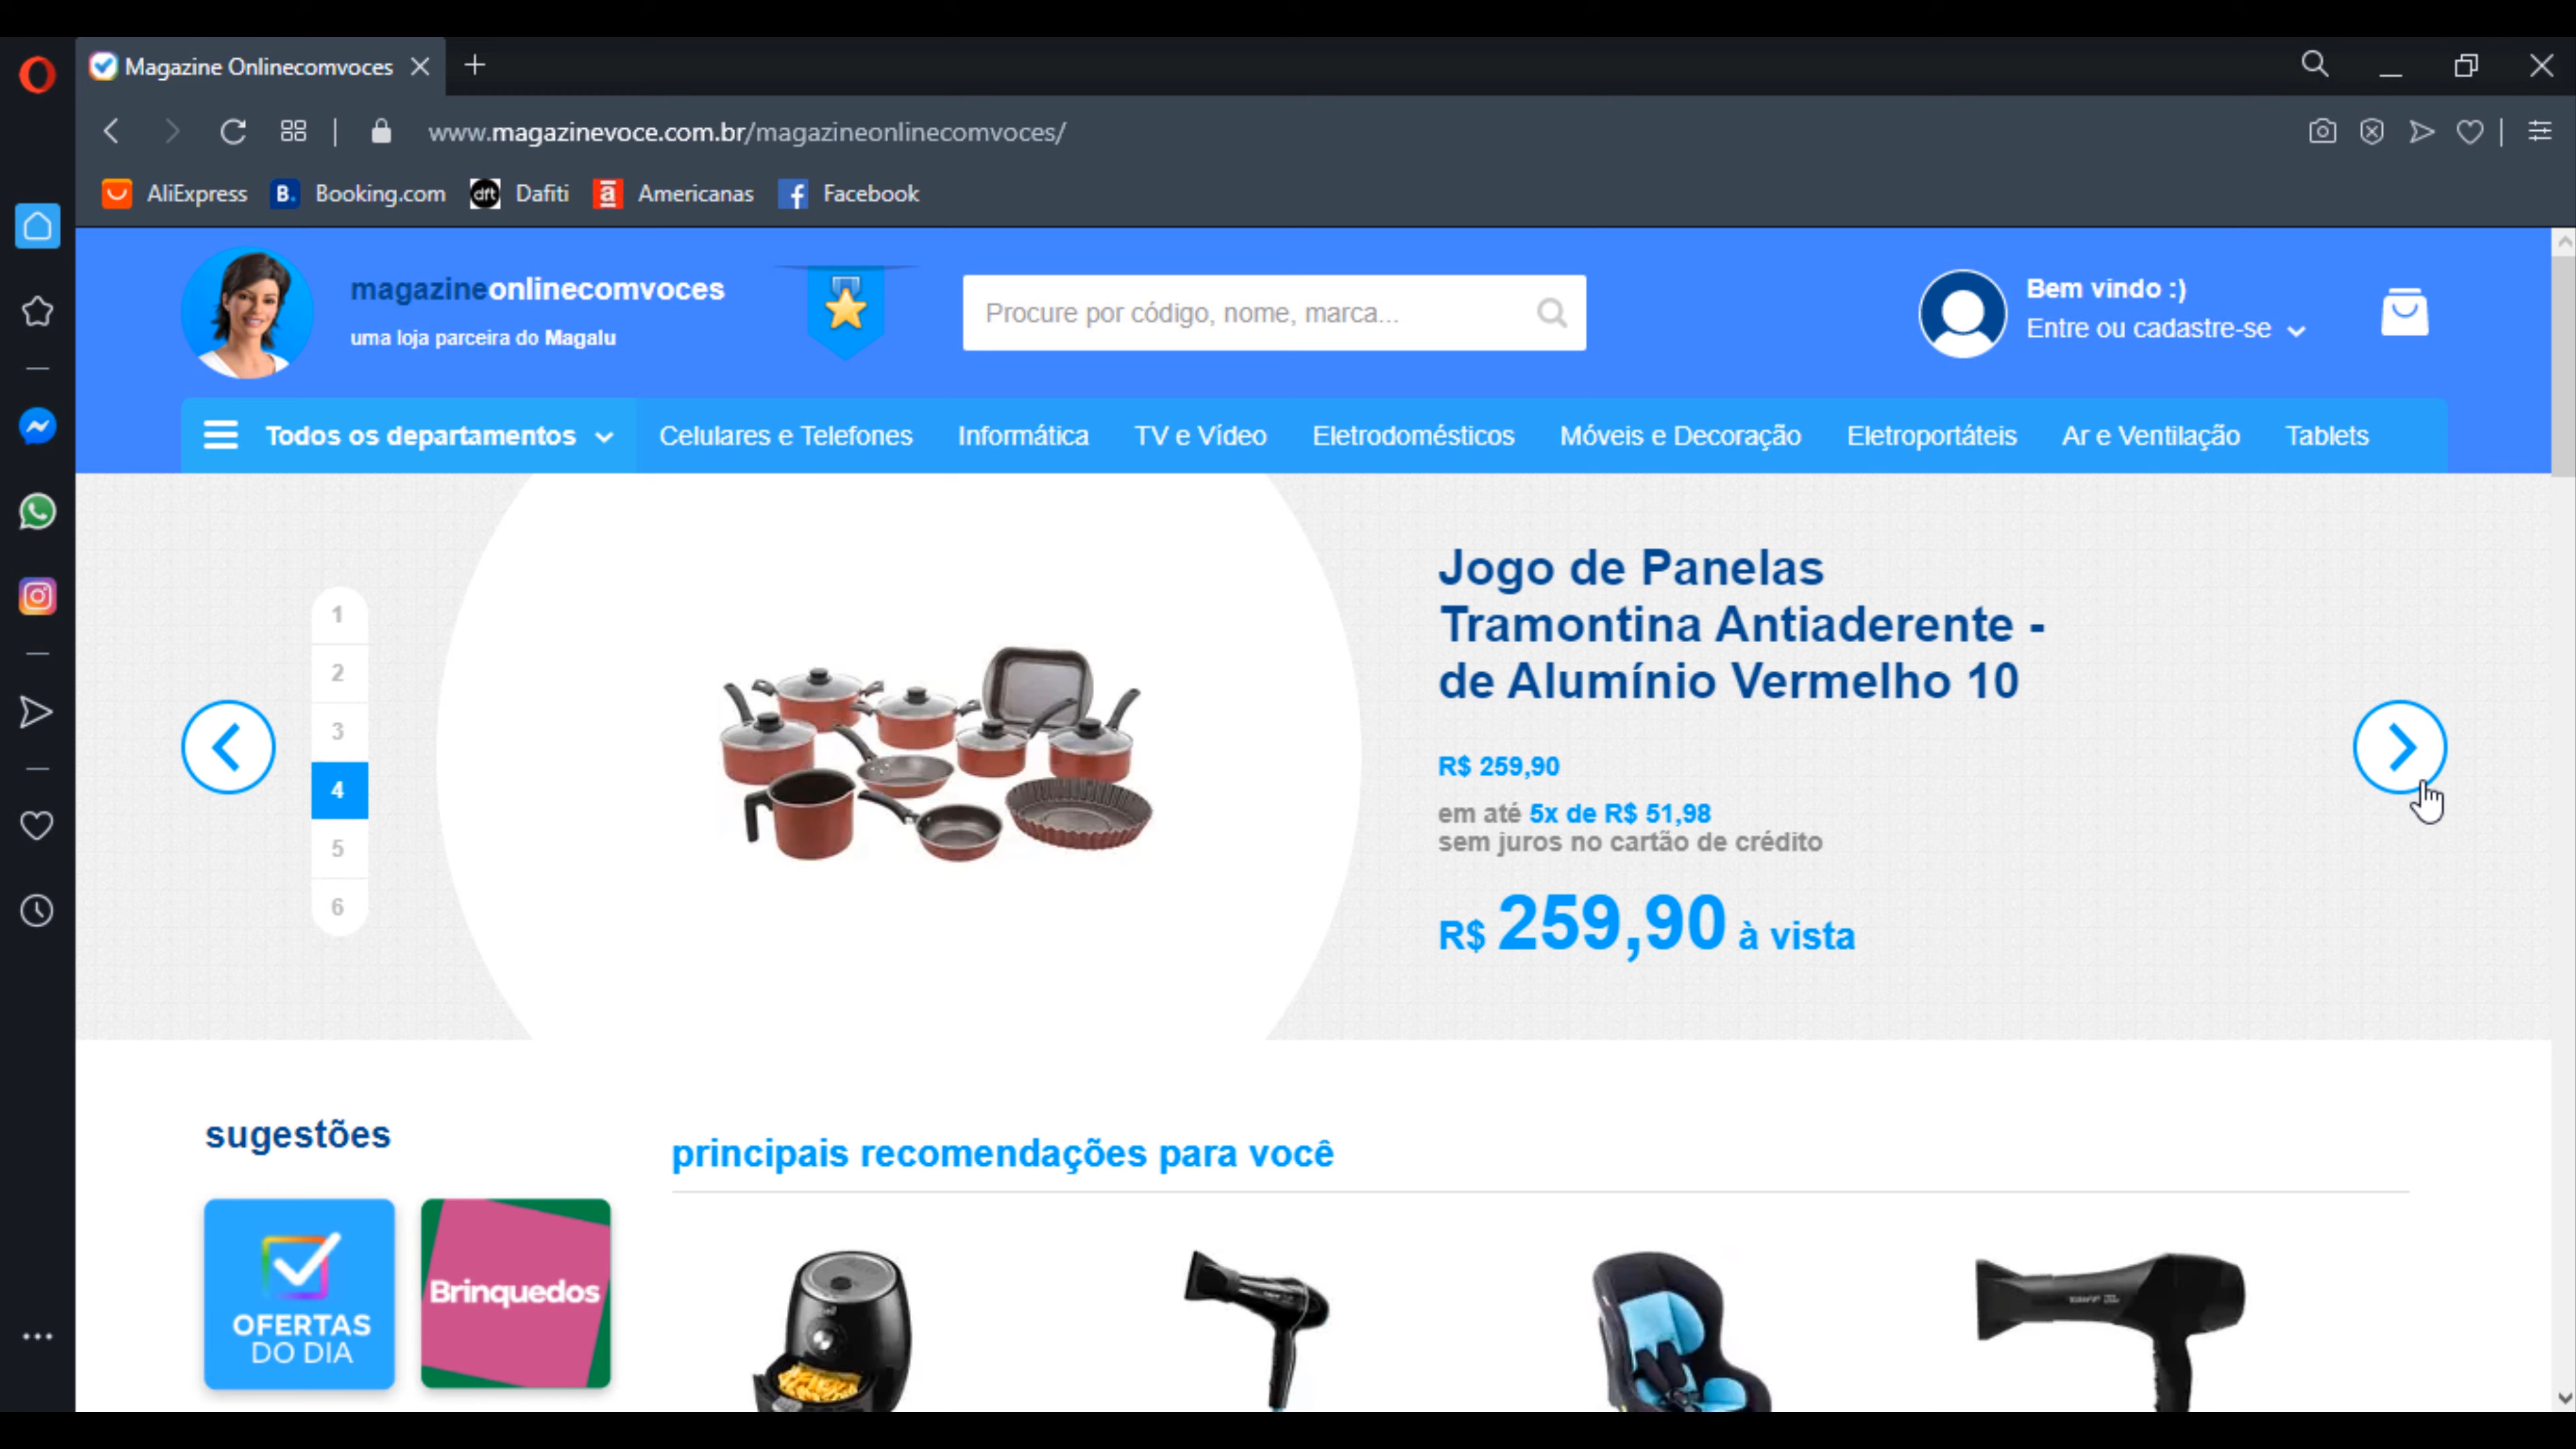 Magazine Onlinecomvoces
www.magazinevoce.com.br/magazineonlinecomvoces/
AliExpress B. Booking.com dft Dafiti a Americanas f Facebook
magazineonlinecomvoces
uma loja parceira do Magalu
Procure por código, nome, marca...
Bem vindo :)
Entre ou cadastre-se
Todos os departamentos Celulares e Telefones Informática TV e Vídeo Eletrodomésticos Móveis e Decoração Eletroportáteis Ar e Ventilação Tablets
1
2
3
4
5
6
Jogo de Panelas
Tramontina Antiaderente -
de Alumínio Vermelho 10
R$ 259,90
em até 5x de R$ 51,98
sem juros no cartão de crédito
R$ 259,90 à vista
sugestões
principais recomendações para você
OFERTAS
DO DIA
Brinquedos